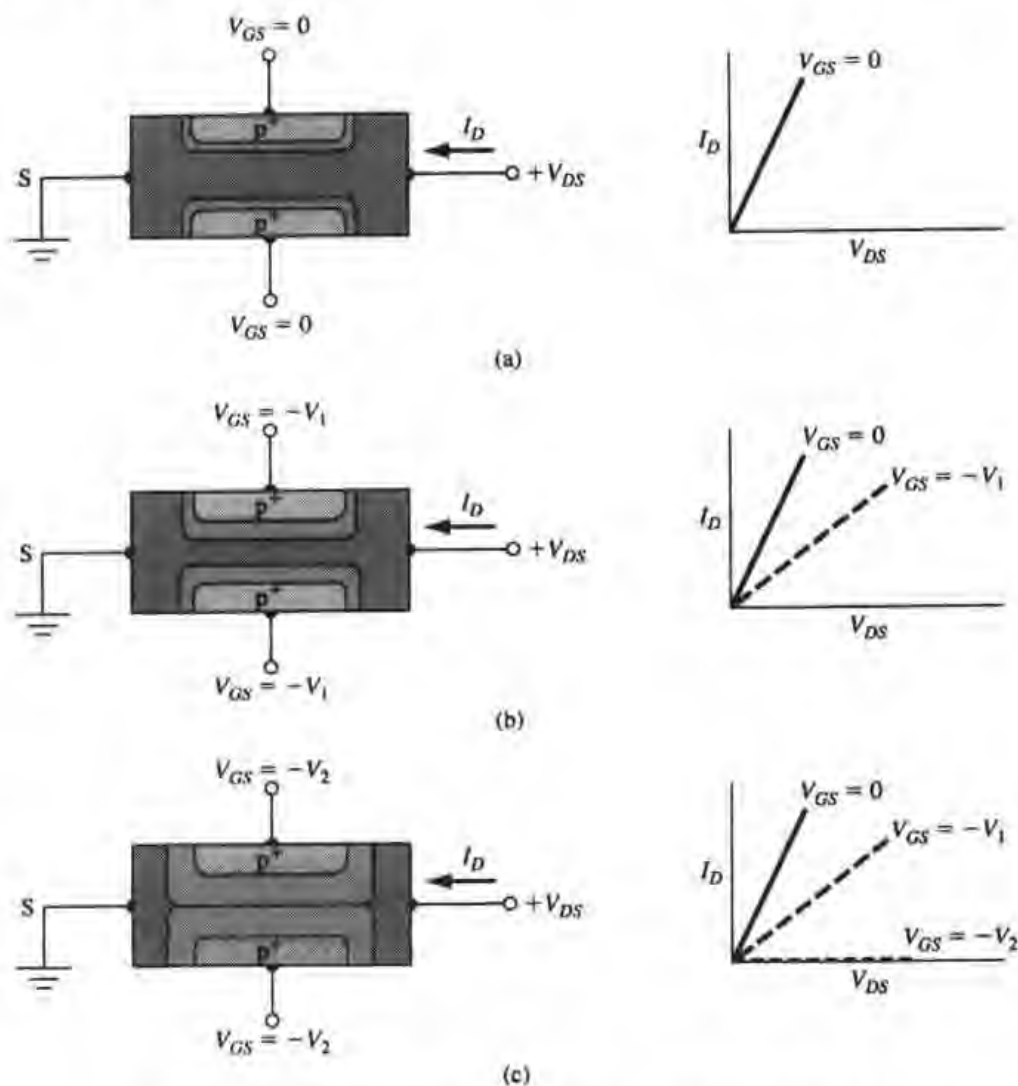 V_GS = 0
V_GS = 0
p+
I_D
I_D
S
+V_DS
p+
V_DS
V_GS = 0
(a)
V_GS = −V_1
V_GS = 0
V_GS = −V_1
p+
I_D
I_D
S
+V_DS
p+
V_DS
V_GS = −V_1
(b)
V_GS = −V_2
V_GS = 0
V_GS = −V_1
p+
I_D
I_D
S
+V_DS
V_GS = −V_2
p+
V_DS
V_GS = −V_2
(c)